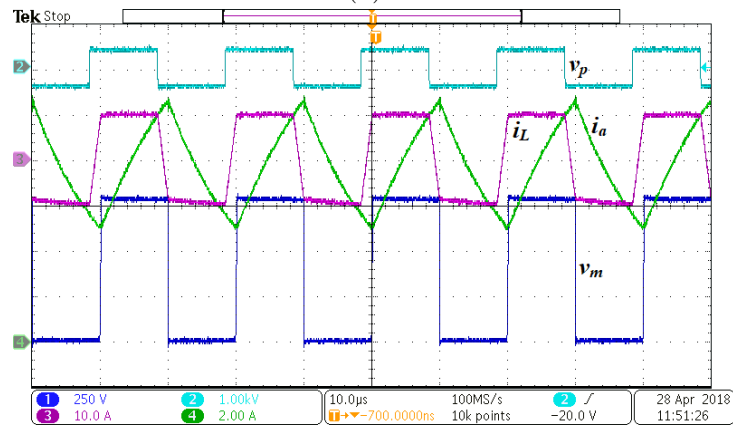 Tek Stop
T
T
2
v_p
3
i_L i_a
v_m
4
1 250 V 2 1.00kV 10.0µs 100MS/s 2 28 Apr 2018
3 10.0 A 4 2.00 A T→▼-700.0000ns 10k points -20.0 V 11:51:26